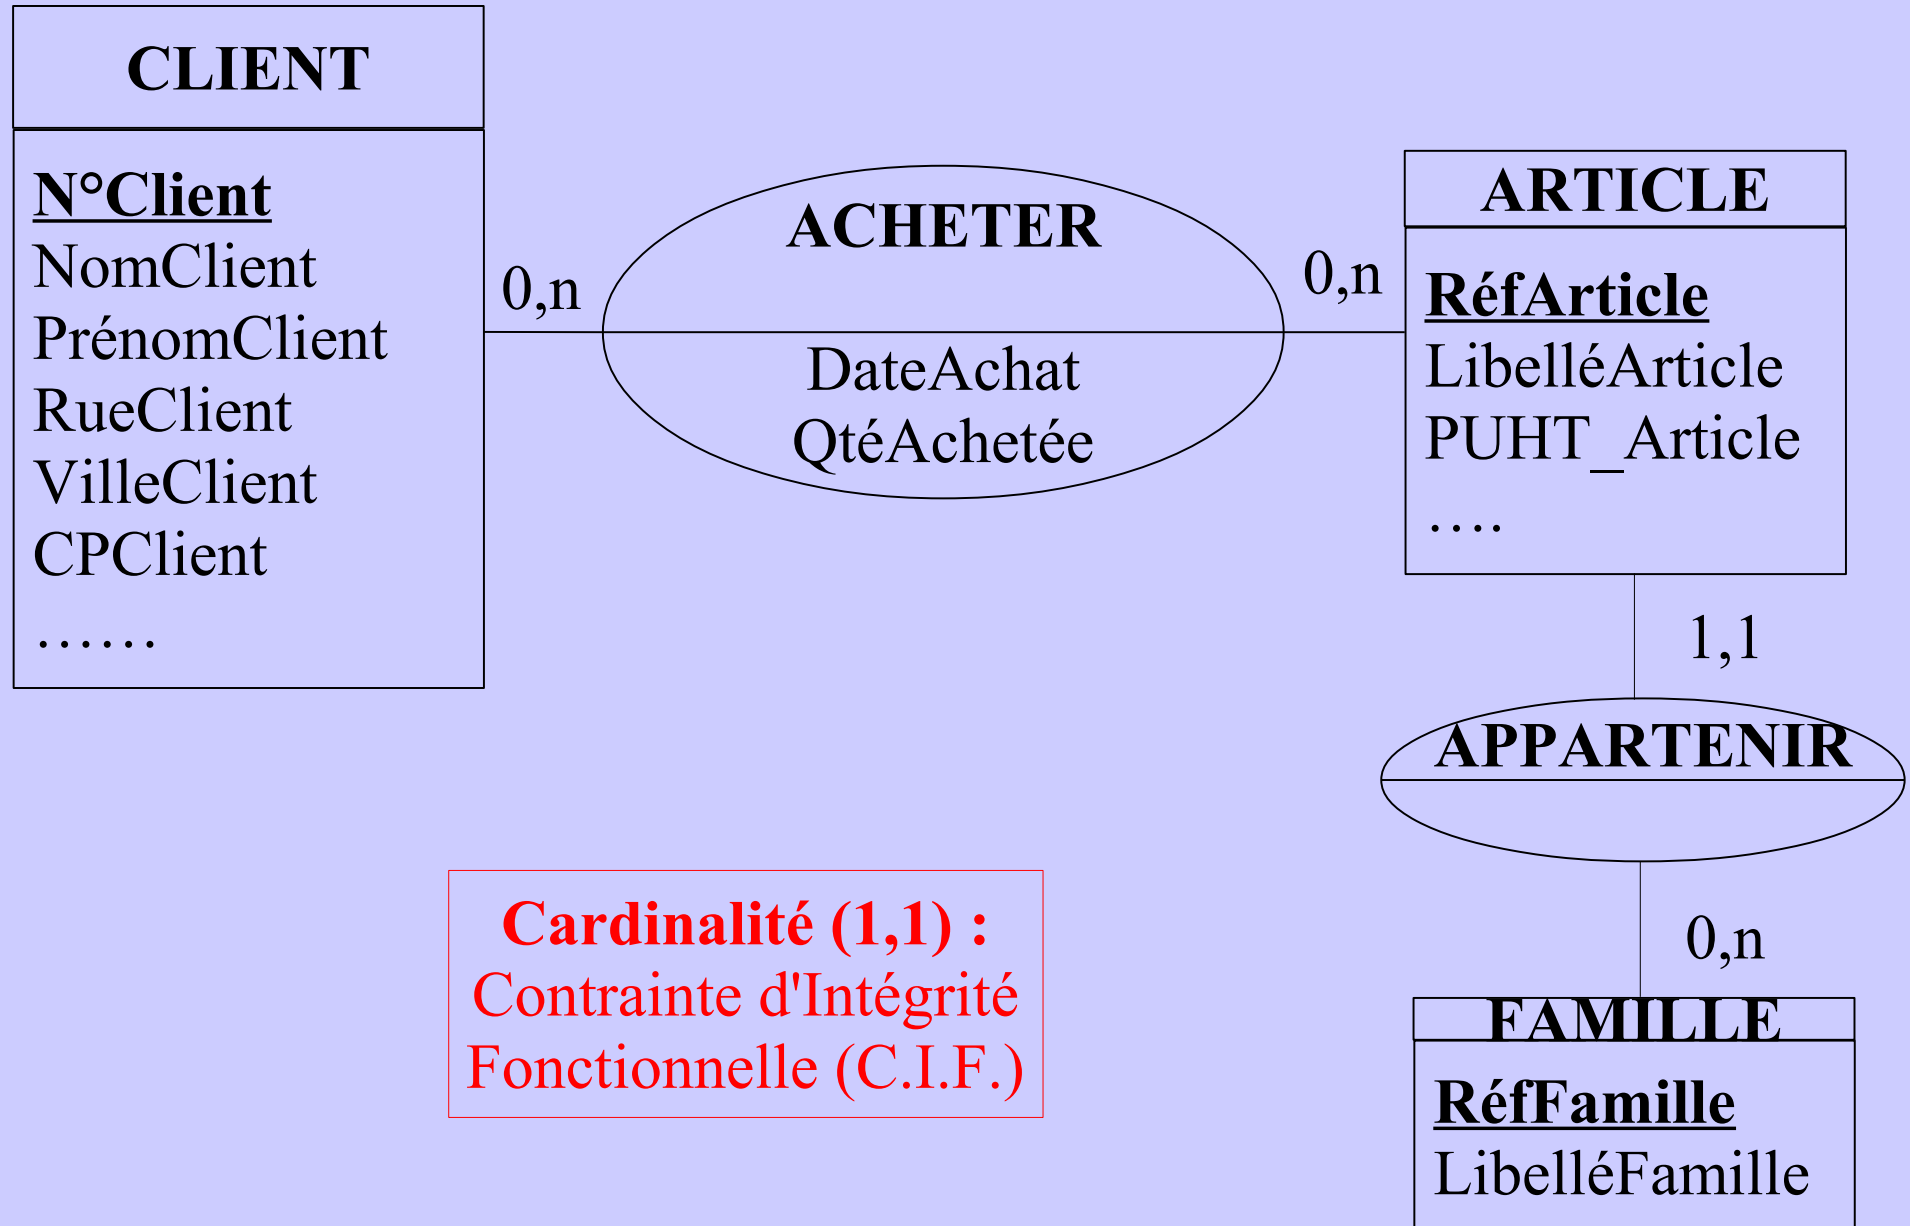 CLIENT
N°Client
NomClient
PrénomClient
RueClient
VilleClient
CPClient
……
0,n
ACHETER
DateAchat
QtéAchetée
0,n
ARTICLE
RéfArticle
LibelléArticle
PUHT_Article
….
1,1
APPARTENIR
0,n
FAMILLE
RéfFamille
LibelléFamille
Cardinalité (1,1) :
Contrainte d'Intégrité
Fonctionnelle (C.I.F.)